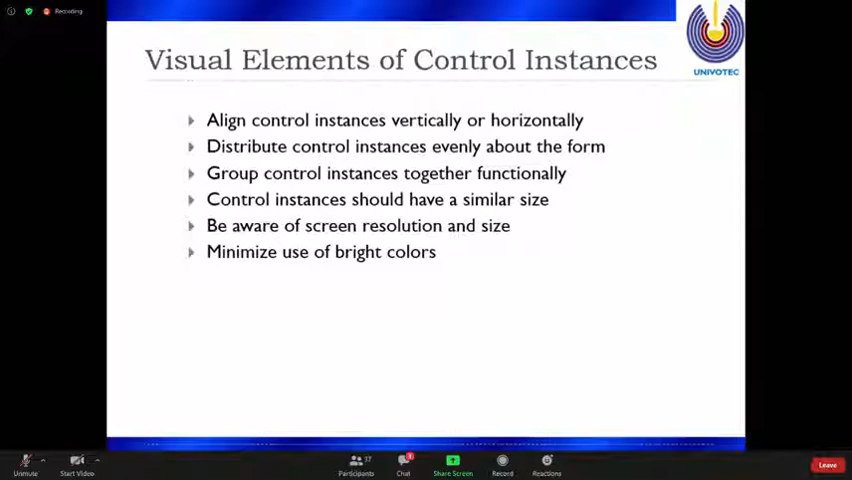 Recording
Visual Elements of Control Instances
UNIVOTEC
Align control instances vertically or horizontally
Distribute control instances evenly about the form
Group control instances together functionally
Control instances should have a similar size
Be aware of screen resolution and size
Minimize use of bright colors
Unmute
Start Video
17
Participants
Chat
Share Screen
Record
Reactions
Leave